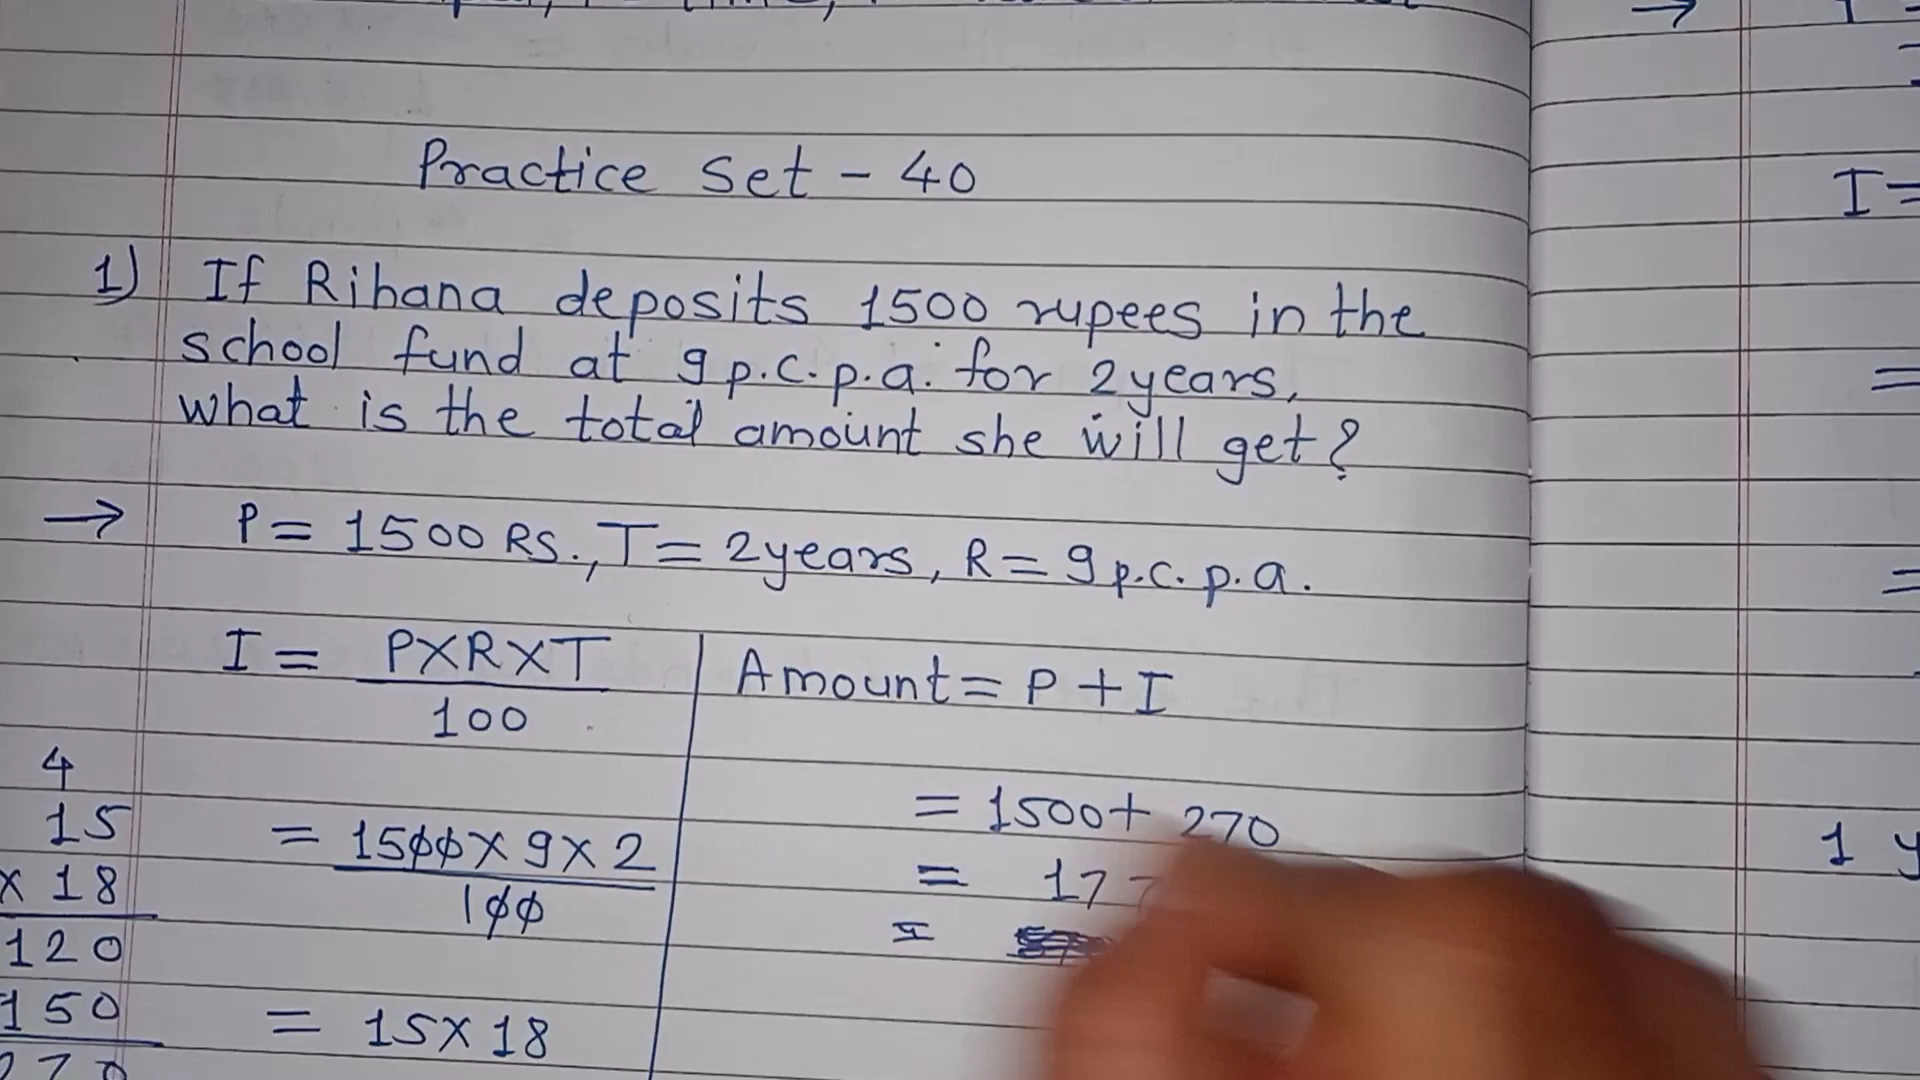 Practice Set - 40
1) If Rihana deposits 1500 rupees in the
school fund at 9 p.c.p.a. for 2 years,
what is the total amount she will get?
→ P = 1500 RS., T = 2 years, R = 9 p.c.p.a.
I = P×R×T
100
4
15
× 18
120
150
270
= 1500 × 9 × 2
100
= 15 × 18
Amount = P + I
= 1500 + 270
= 177
=
→
I =
=
=
1 y